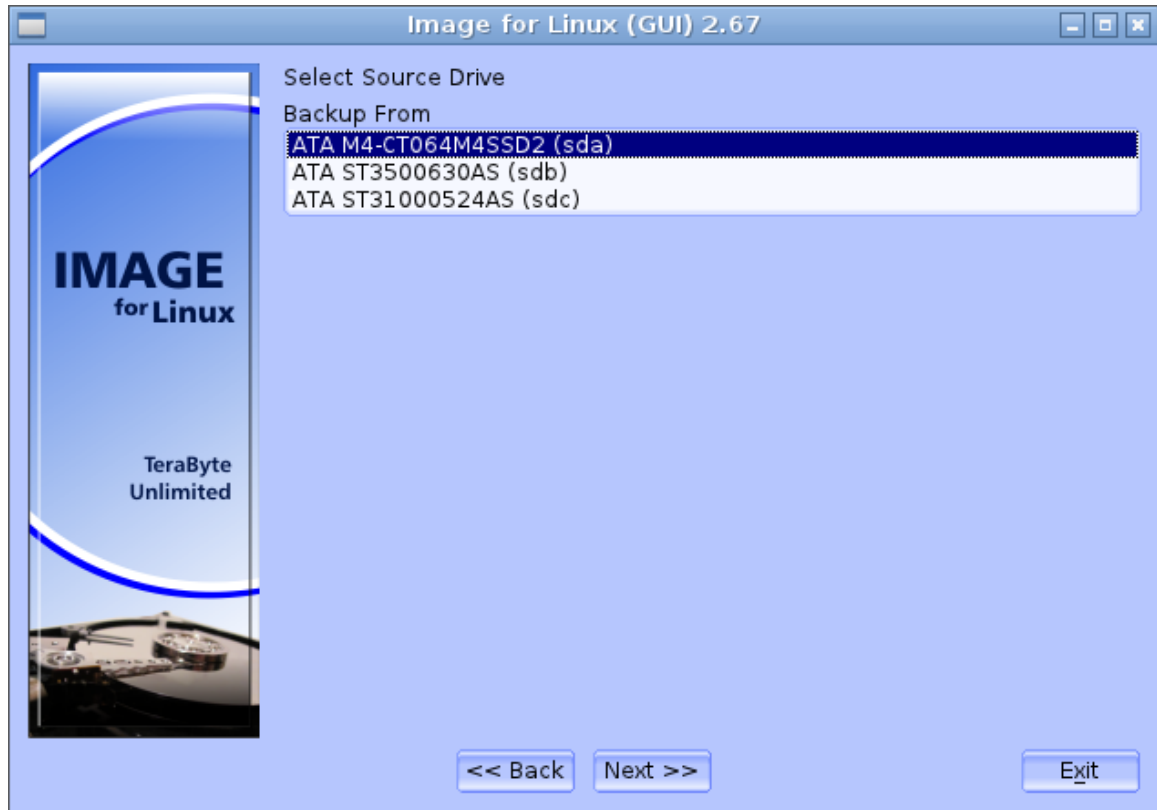 Image for Linux (GUI) 2.67
Select Source Drive
Backup From
ATA M4-CT064M4SSD2 (sda)
ATA ST3500630AS (sdb)
ATA ST31000524AS (sdc)
IMAGE
for Linux
TeraByte
Unlimited
<< Back
Next >>
Exit